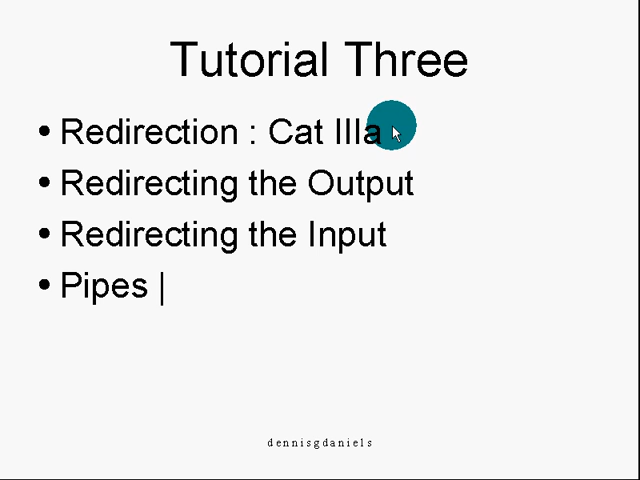 Tutorial Three
• Redirection : Cat IIIa
• Redirecting the Output
• Redirecting the Input
• Pipes |
dennisgdaniels